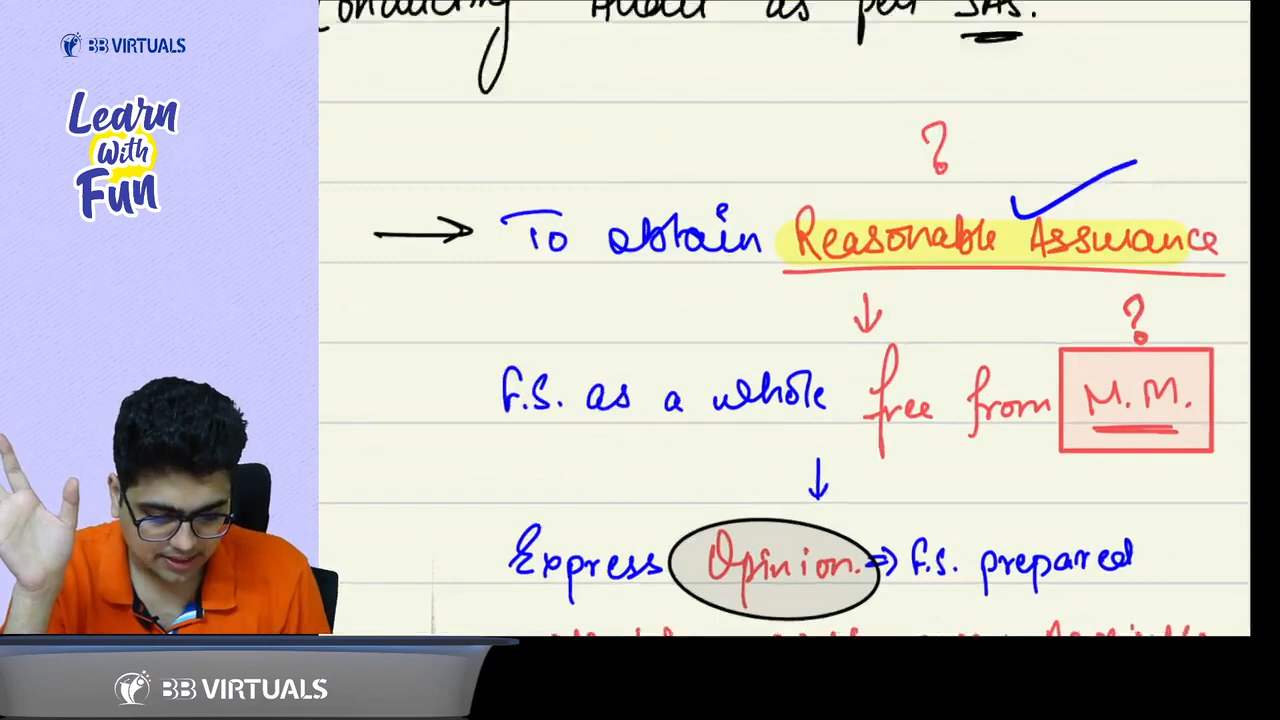 Conducting Audit as per SAs.
BB VIRTUALS
Learn
with
Fun
?
→ To obtain Reasonable Assurance
↓ ?
F.S. as a whole free from M.M.
↓
Express Opinion. ⇒ F.S. prepared
BB VIRTUALS